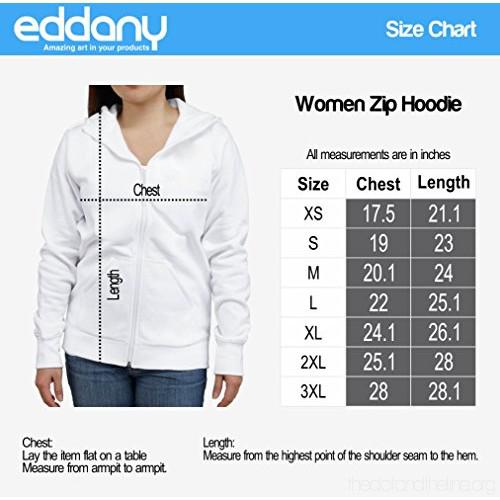 eddany
Amazing art in your products
Size Chart
Women Zip Hoodie
All measurements are in inches
Size Chest Length
XS 17.5 21.1
S 19 23
M 20.1 24
L 22 25.1
XL 24.1 26.1
2XL 25.1 28
3XL 28 28.1
Chest
Length
Chest:
Lay the item flat on a table
Measure from armpit to armpit.
Length:
Measure from the highest point of the shoulder seam to the hem.
thedotandtheline.org